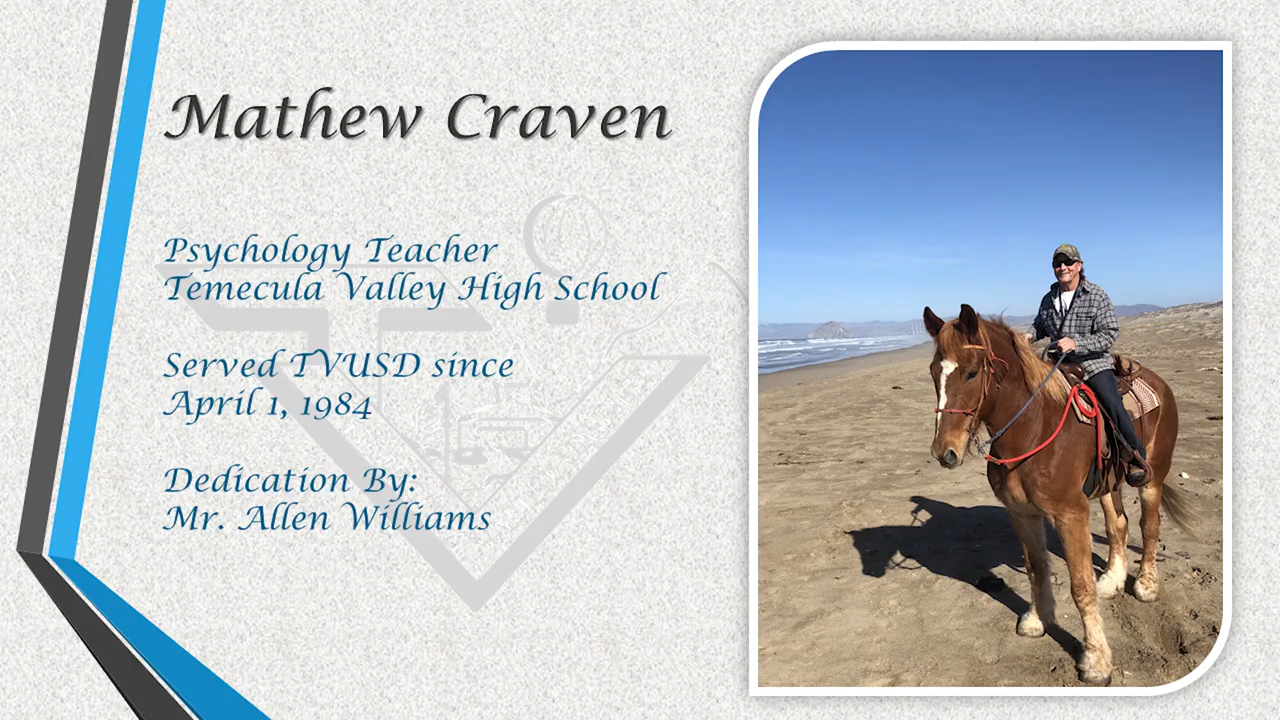 Mathew Craven
Psychology Teacher
Temecula Valley High School
Served TVUSD since
April 1, 1984
Dedication By:
Mr. Allen Williams